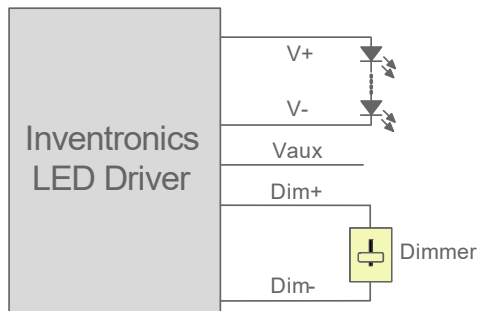 Inventronics
LED Driver
V+
V-
Vaux
Dim+
Dimmer
Dim-